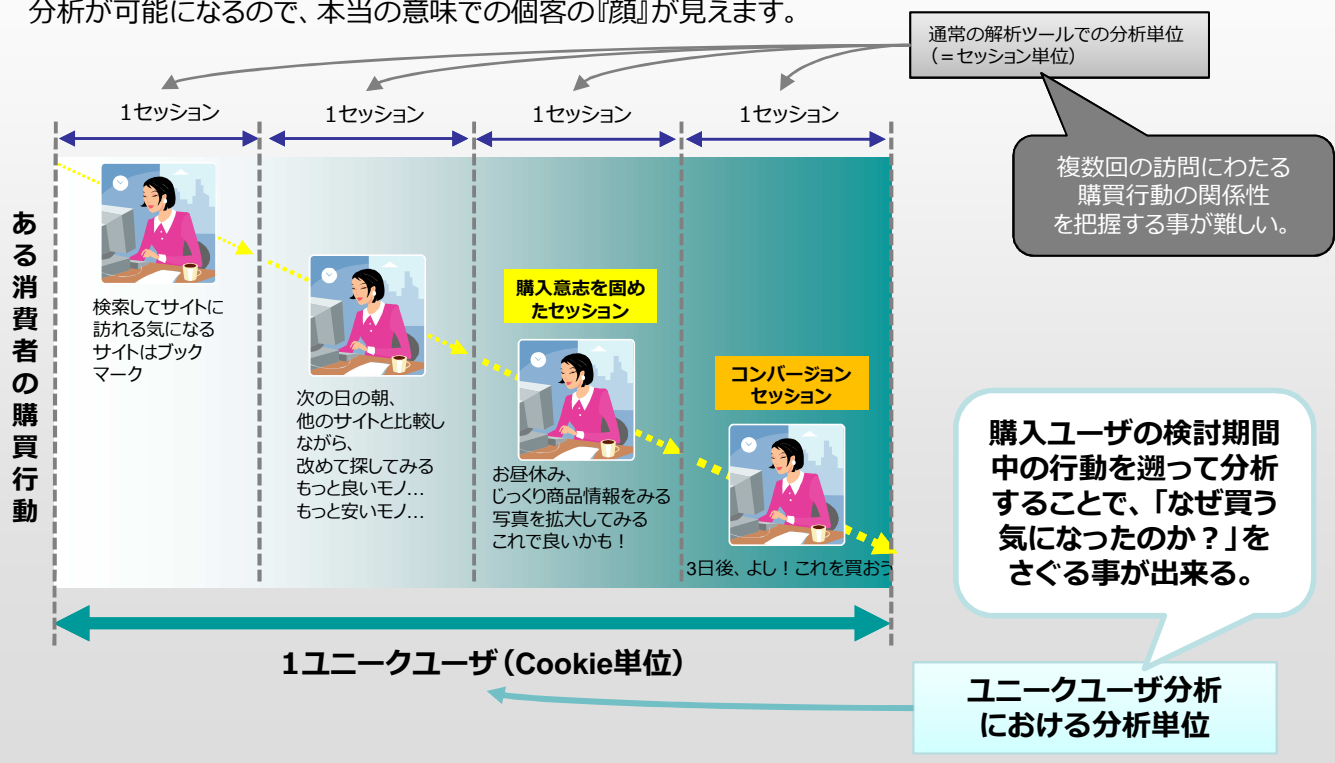 分析が可能になるので、本当の意味での個客の『顔』が見えます。
通常の解析ツールでの分析単位
(=セッション単位)
1セッション
1セッション
1セッション
1セッション
複数回の訪問にわたる
購買行動の関係性
を把握する事が難しい。
ある消費者の購買行動
検索してサイトに
訪れる気になる
サイトはブック
マーク
次の日の朝、
他のサイトと比較し
ながら、
改めて探してみる
もっと良いモノ…
もっと安いモノ…
購入意志を固め
たセッション
お昼休み、
じっくり商品情報をみる
写真を拡大してみる
これで良いかも！
コンバージョン
セッション
3日後、よし！これを買おう
購入ユーザの検討期間
中の行動を遡って分析
することで、「なぜ買う
気になったのか？」を
さぐる事が出来る。
1ユニークユーザ（Cookie単位）
ユニークユーザ分析
における分析単位